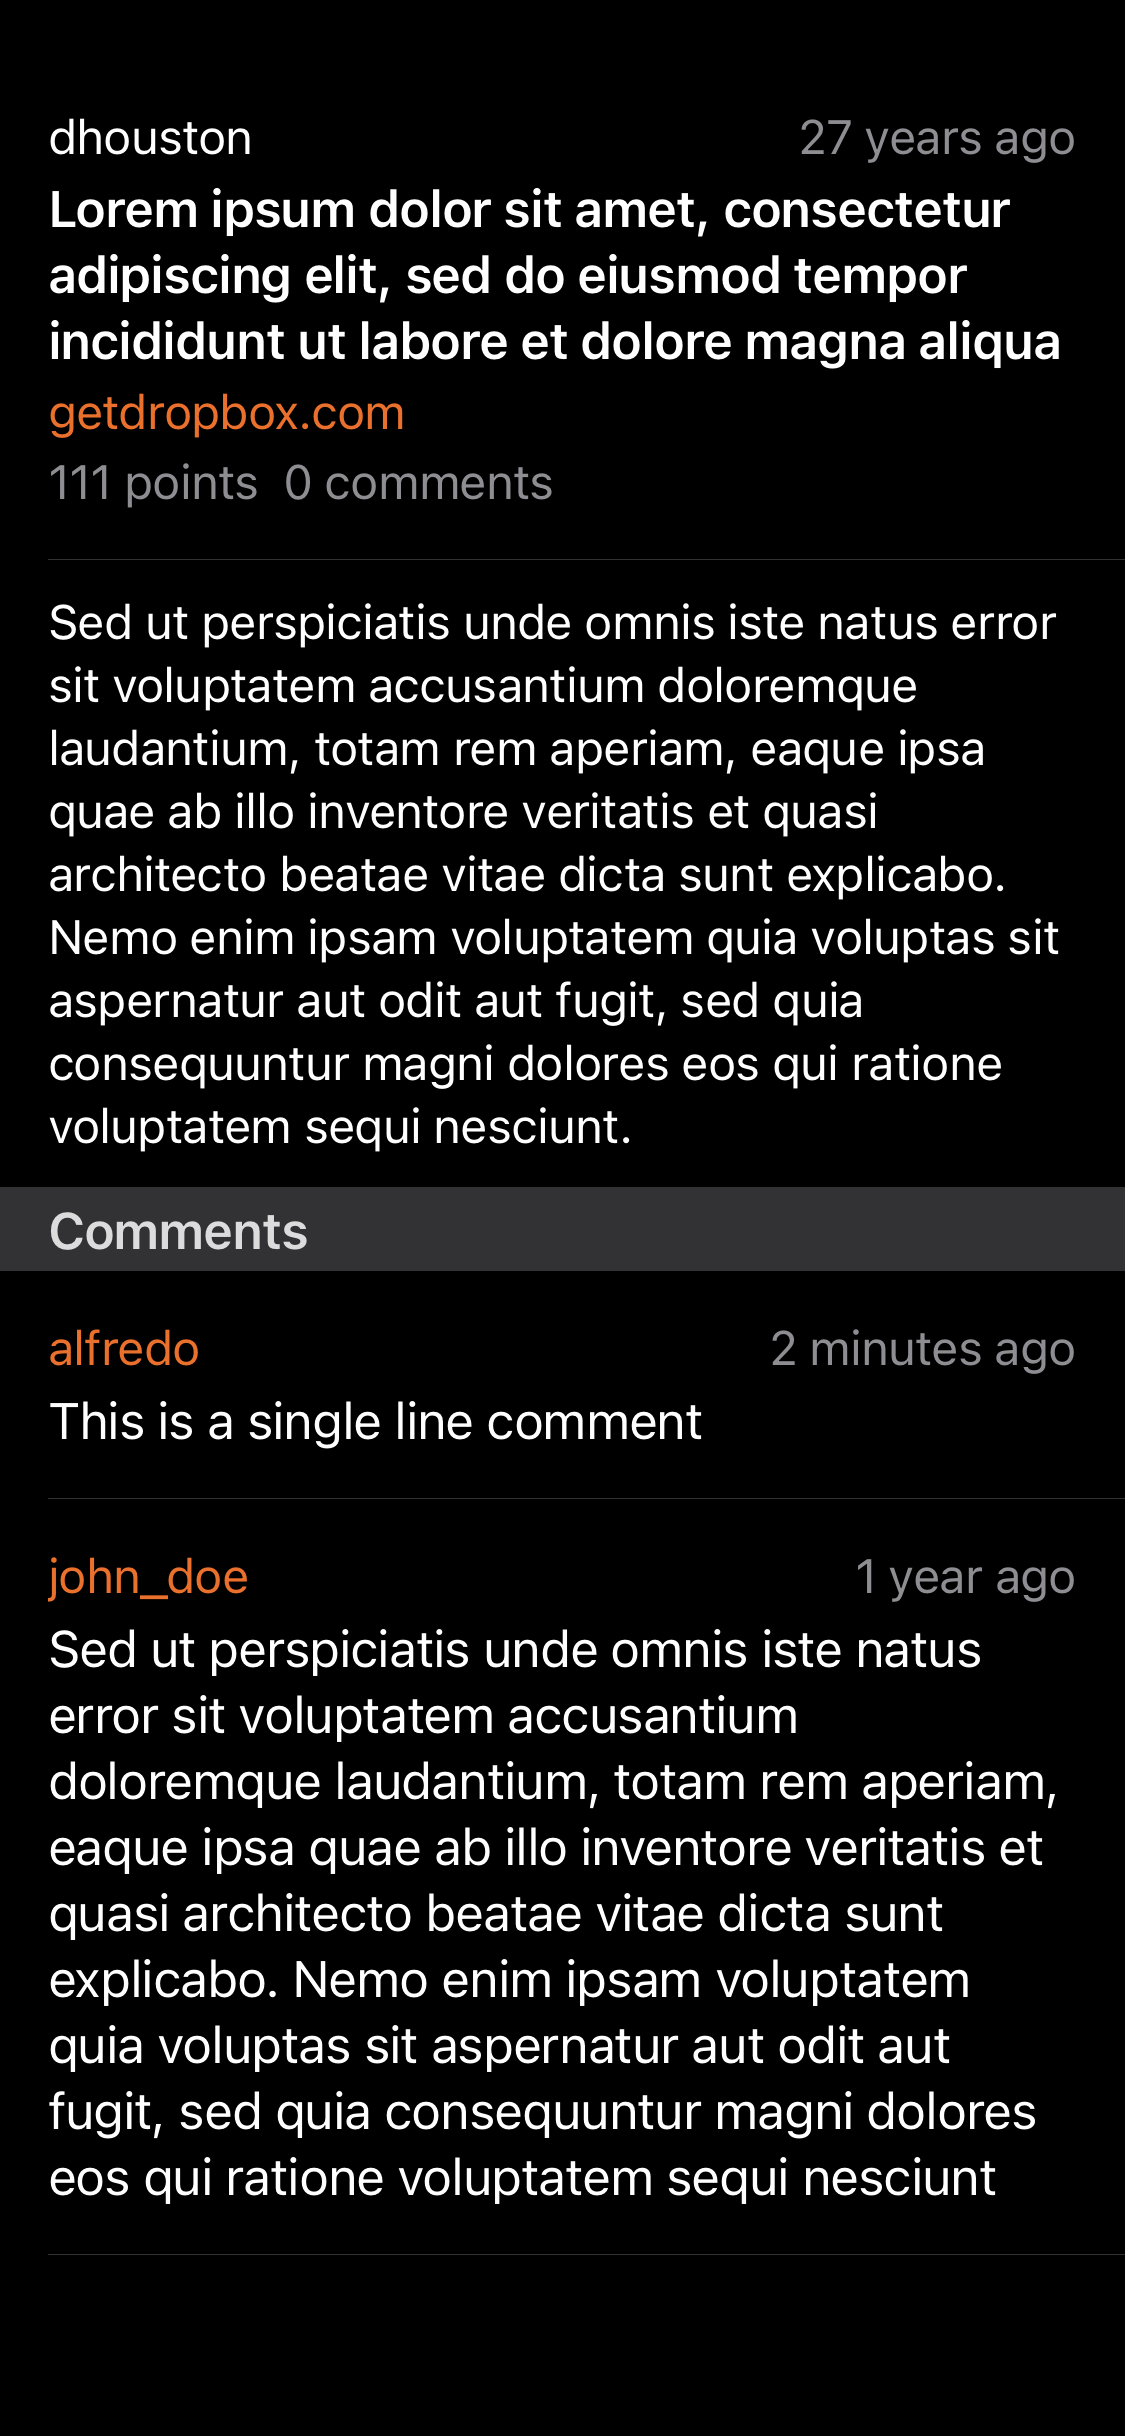 dhouston 27 years ago
Lorem ipsum dolor sit amet, consectetur
adipiscing elit, sed do eiusmod tempor
incididunt ut labore et dolore magna aliqua
getdropbox.com
111 points 0 comments
Sed ut perspiciatis unde omnis iste natus error
sit voluptatem accusantium doloremque
laudantium, totam rem aperiam, eaque ipsa
quae ab illo inventore veritatis et quasi
architecto beatae vitae dicta sunt explicabo.
Nemo enim ipsam voluptatem quia voluptas sit
aspernatur aut odit aut fugit, sed quia
consequuntur magni dolores eos qui ratione
voluptatem sequi nesciunt.
Comments
alfredo 2 minutes ago
This is a single line comment
john_doe 1 year ago
Sed ut perspiciatis unde omnis iste natus
error sit voluptatem accusantium
doloremque laudantium, totam rem aperiam,
eaque ipsa quae ab illo inventore veritatis et
quasi architecto beatae vitae dicta sunt
explicabo. Nemo enim ipsam voluptatem
quia voluptas sit aspernatur aut odit aut
fugit, sed quia consequuntur magni dolores
eos qui ratione voluptatem sequi nesciunt